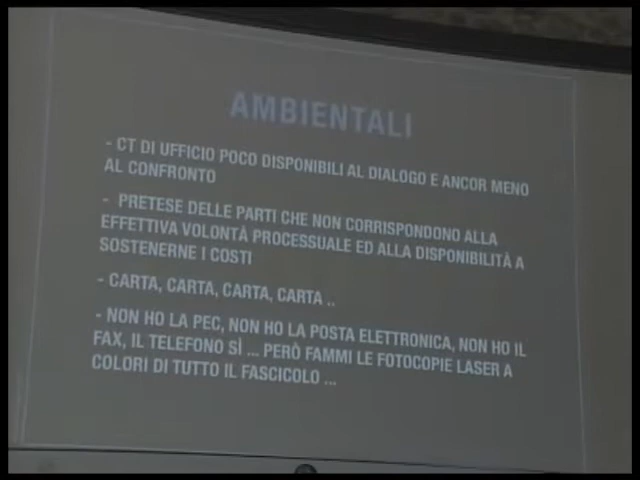 AMBIENTALI
- CT DI UFFICIO POCO DISPONIBILI AL DIALOGO E ANCOR MENO
AL CONFRONTO
- PRETESE DELLE PARTI CHE NON CORRISPONDONO ALLA
EFFETTIVA VOLONTÀ PROCESSUALE ED ALLA DISPONIBILITÀ A
SOSTENERNE I COSTI
- CARTA, CARTA, CARTA, CARTA ..
- NON HO LA PEC, NON HO LA POSTA ELETTRONICA, NON HO IL
FAX, IL TELEFONO SÌ ... PERÒ FAMMI LE FOTOCOPIE LASER A
COLORI DI TUTTO IL FASCICOLO ...